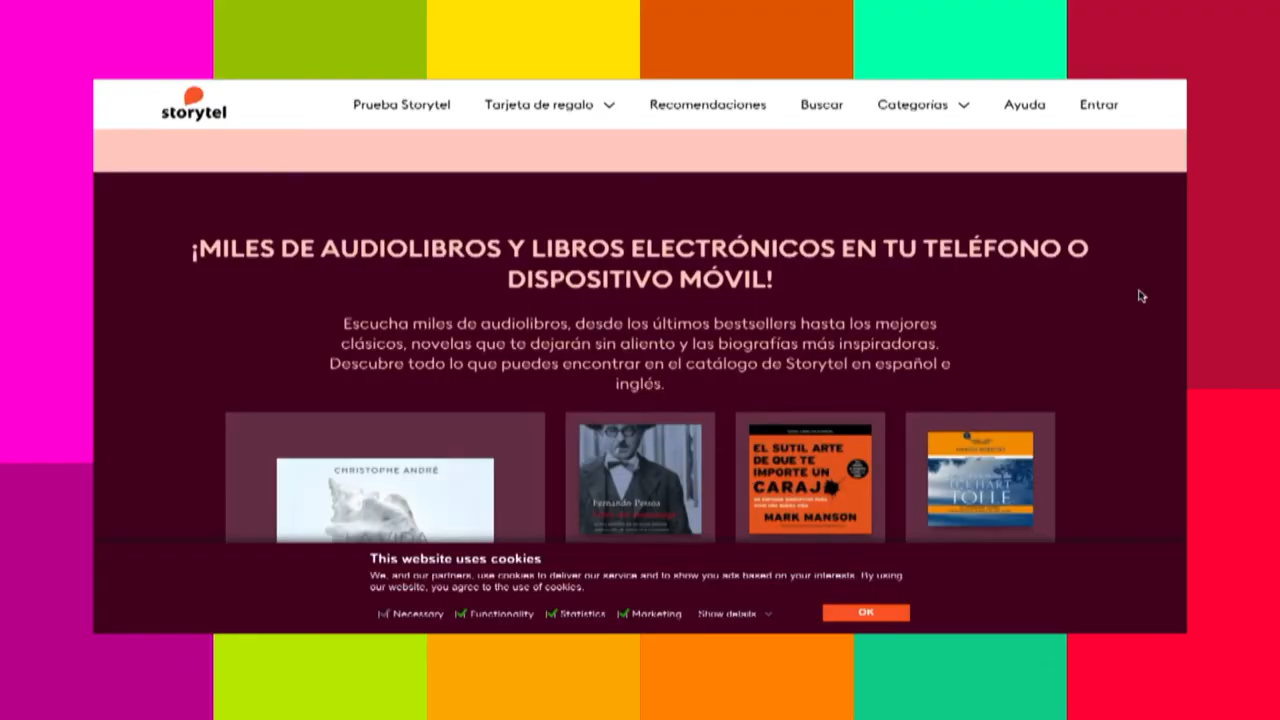 storytel
Prueba Storytel
Tarjeta de regalo
Recomendaciones
Buscar
Categorías
Ayuda
Entrar
¡MILES DE AUDIOLIBROS Y LIBROS ELECTRÓNICOS EN TU TELÉFONO O
DISPOSITIVO MÓVIL!
Escucha miles de audiolibros, desde los últimos bestsellers hasta los mejores
clásicos, novelas que te dejarán sin aliento y las biografías más inspiradoras.
Descubre todo lo que puedes encontrar en el catálogo de Storytel en español e
inglés.
CHRISTOPHE ANDRÉ
LA VIDA
Fernando Pessoa
EL SUTIL ARTE
DE QUE TE
IMPORTE UN
CARAJ
MARK MANSON
ECKHART
TOLLE
This website uses cookies
We, and our partners, use cookies to deliver our service and to show you ads based on your interests. By using
our website, you agree to the use of cookies.
Necessary
Functionality
Statistics
Marketing
Show details
OK